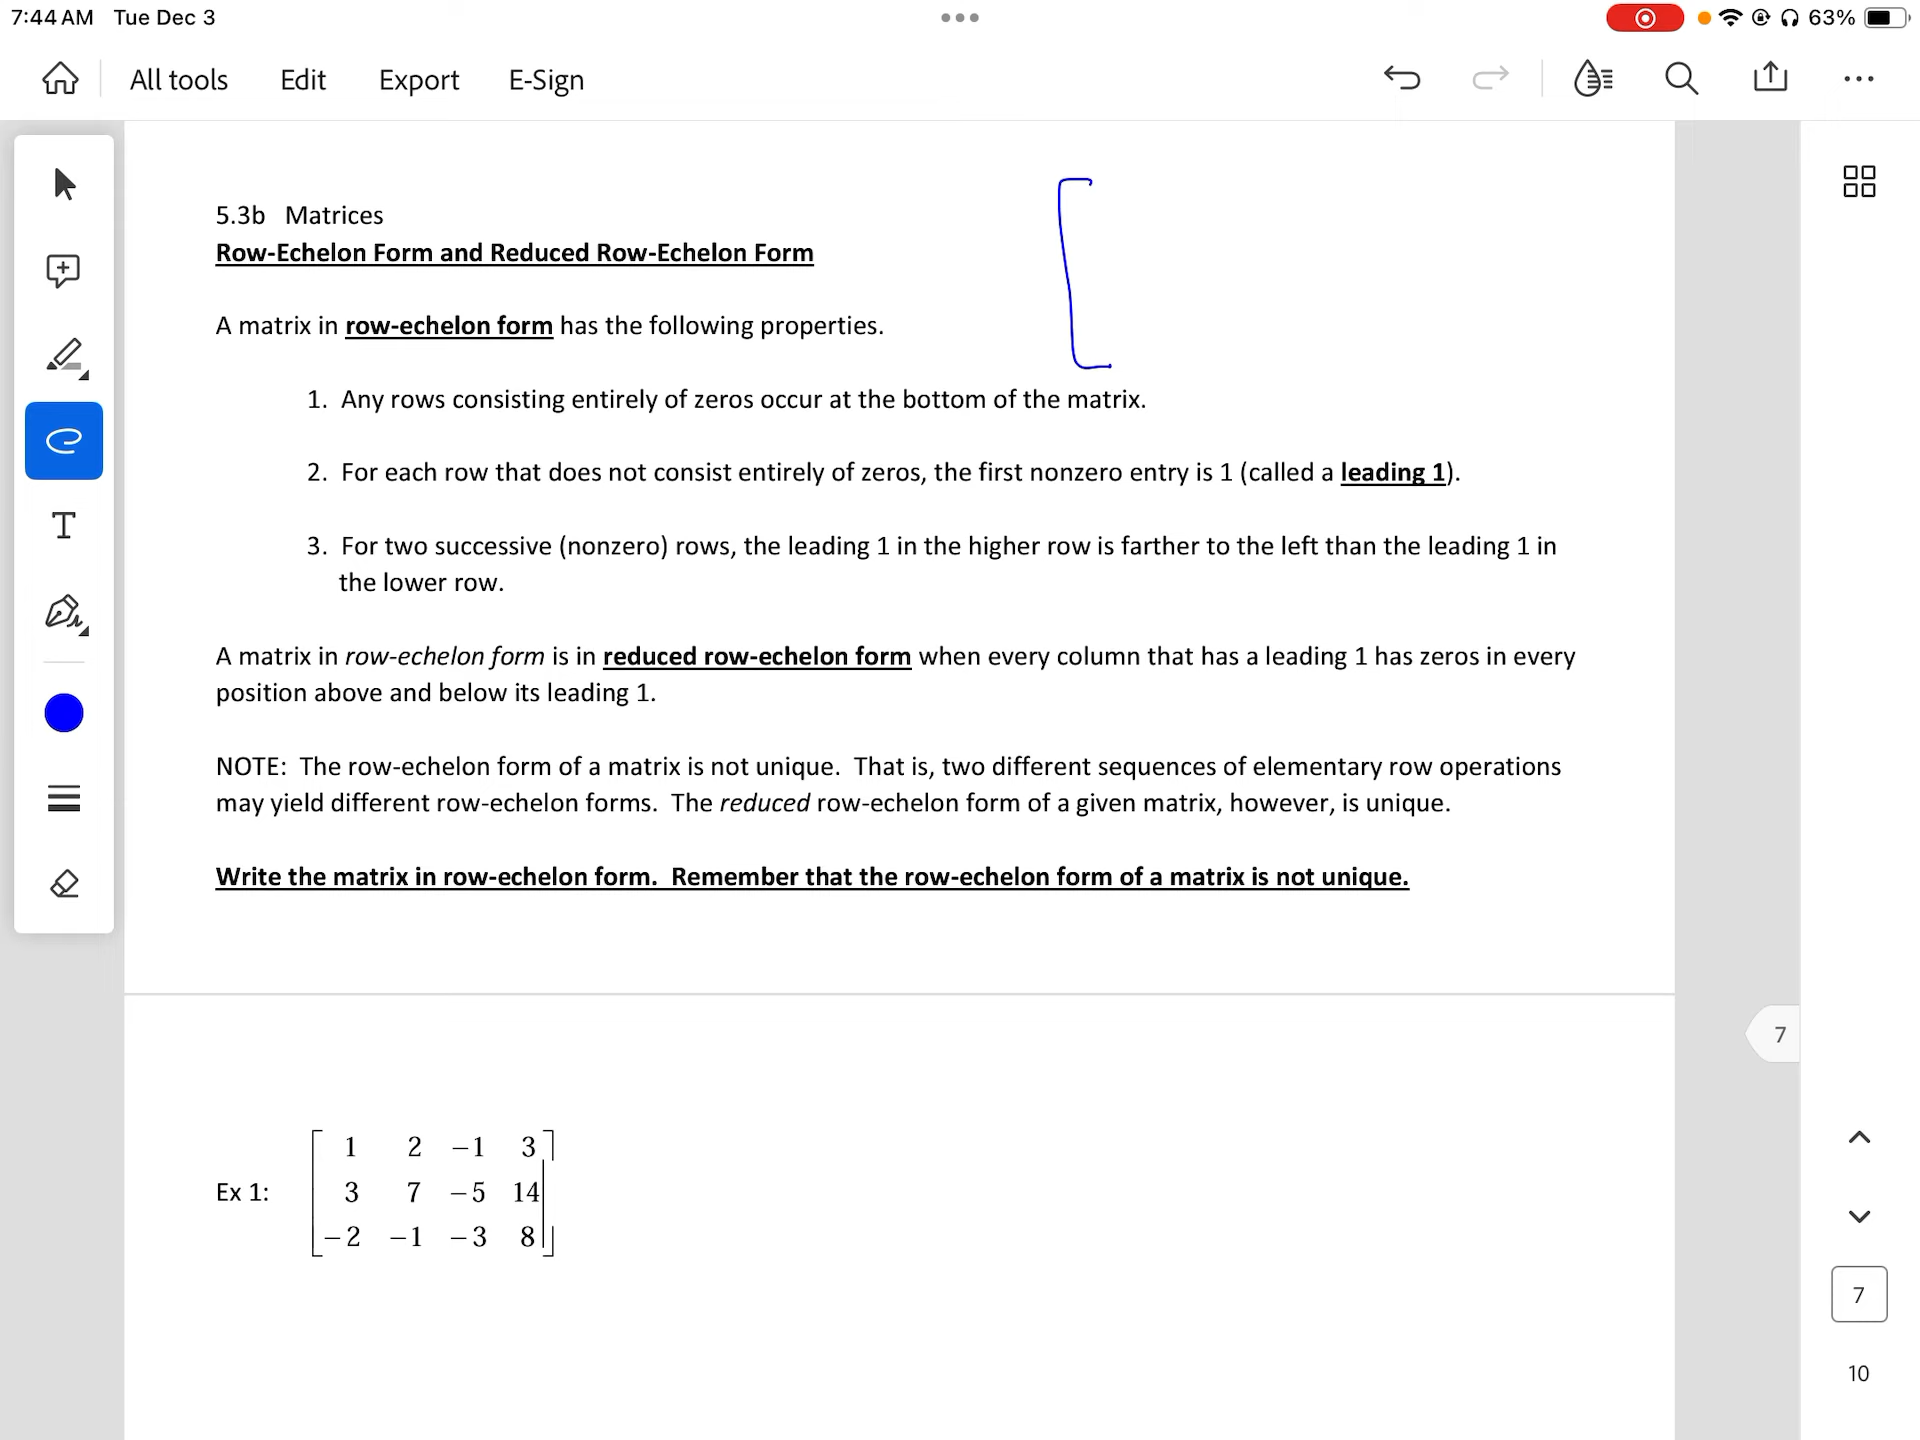 7:44 AM Tue Dec 3
63%
All tools Edit Export E-Sign
5.3b Matrices
Row-Echelon Form and Reduced Row-Echelon Form
A matrix in row-echelon form has the following properties.
1. Any rows consisting entirely of zeros occur at the bottom of the matrix.
2. For each row that does not consist entirely of zeros, the first nonzero entry is 1 (called a leading 1).
3. For two successive (nonzero) rows, the leading 1 in the higher row is farther to the left than the leading 1 in
the lower row.
A matrix in row-echelon form is in reduced row-echelon form when every column that has a leading 1 has zeros in every
position above and below its leading 1.
NOTE: The row-echelon form of a matrix is not unique. That is, two different sequences of elementary row operations
may yield different row-echelon forms. The reduced row-echelon form of a given matrix, however, is unique.
Write the matrix in row-echelon form. Remember that the row-echelon form of a matrix is not unique.
7
1 2 −1 3
Ex 1: 3 7 −5 14
−2 −1 −3 8
7
10